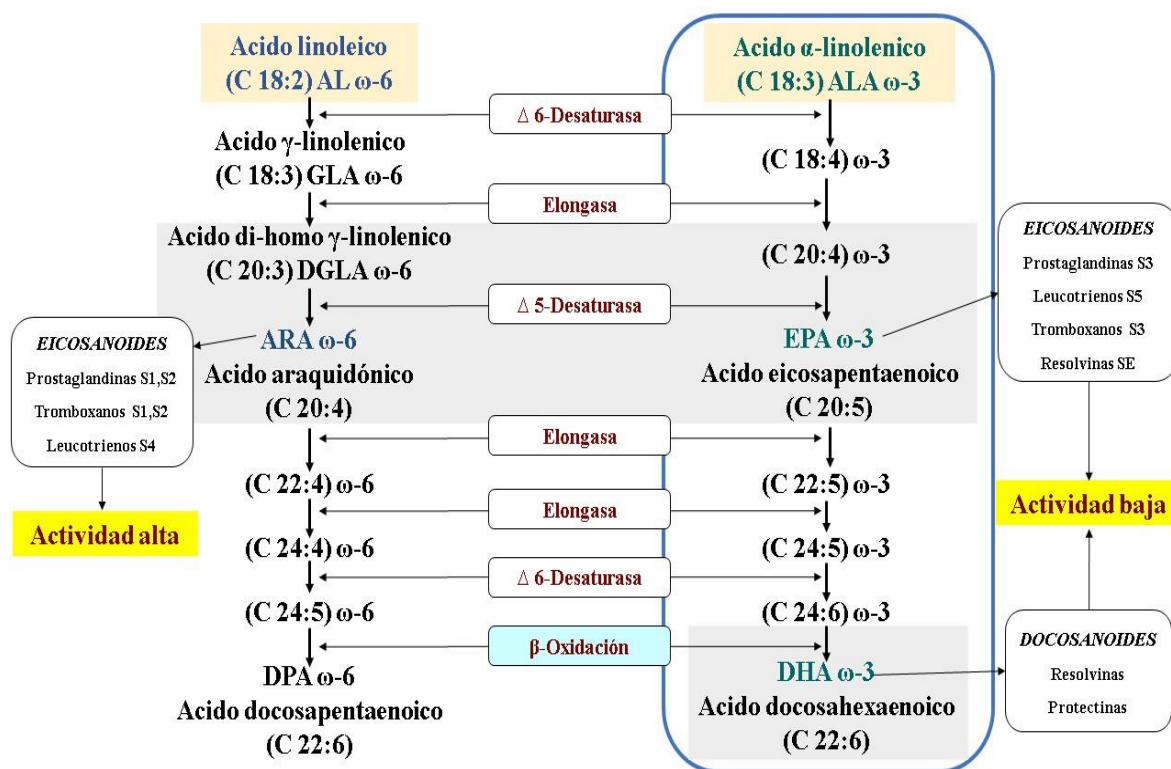 Acido linoleico
(C 18:2) AL ω-6
Acido α-linolenico
(C 18:3) ALA ω-3
Δ 6-Desaturasa
Acido γ-linolenico
(C 18:3) GLA ω-6
(C 18:4) ω-3
Elongasa
Acido di-homo γ-linolenico
(C 20:3) DGLA ω-6
(C 20:4) ω-3
Δ 5-Desaturasa
ARA ω-6
Acido araquidónico
(C 20:4)
EPA ω-3
Acido eicosapentaenoico
(C 20:5)
EICOSANOIDES
Prostaglandinas S1,S2
Tromboxanos S1,S2
Leucotrienos S4
Actividad alta
EICOSANOIDES
Prostaglandinas S3
Leucotrienos S5
Tromboxanos S3
Resolvinas SE
Actividad baja
Elongasa
(C 22:4) ω-6
(C 22:5) ω-3
Elongasa
(C 24:4) ω-6
(C 24:5) ω-3
Δ 6-Desaturasa
(C 24:5) ω-6
(C 24:6) ω-3
β-Oxidación
DPA ω-6
Acido docosapentaenoico
(C 22:6)
DHA ω-3
Acido docosahexaenoico
(C 22:6)
DOCOSANOIDES
Resolvinas
Protectinas